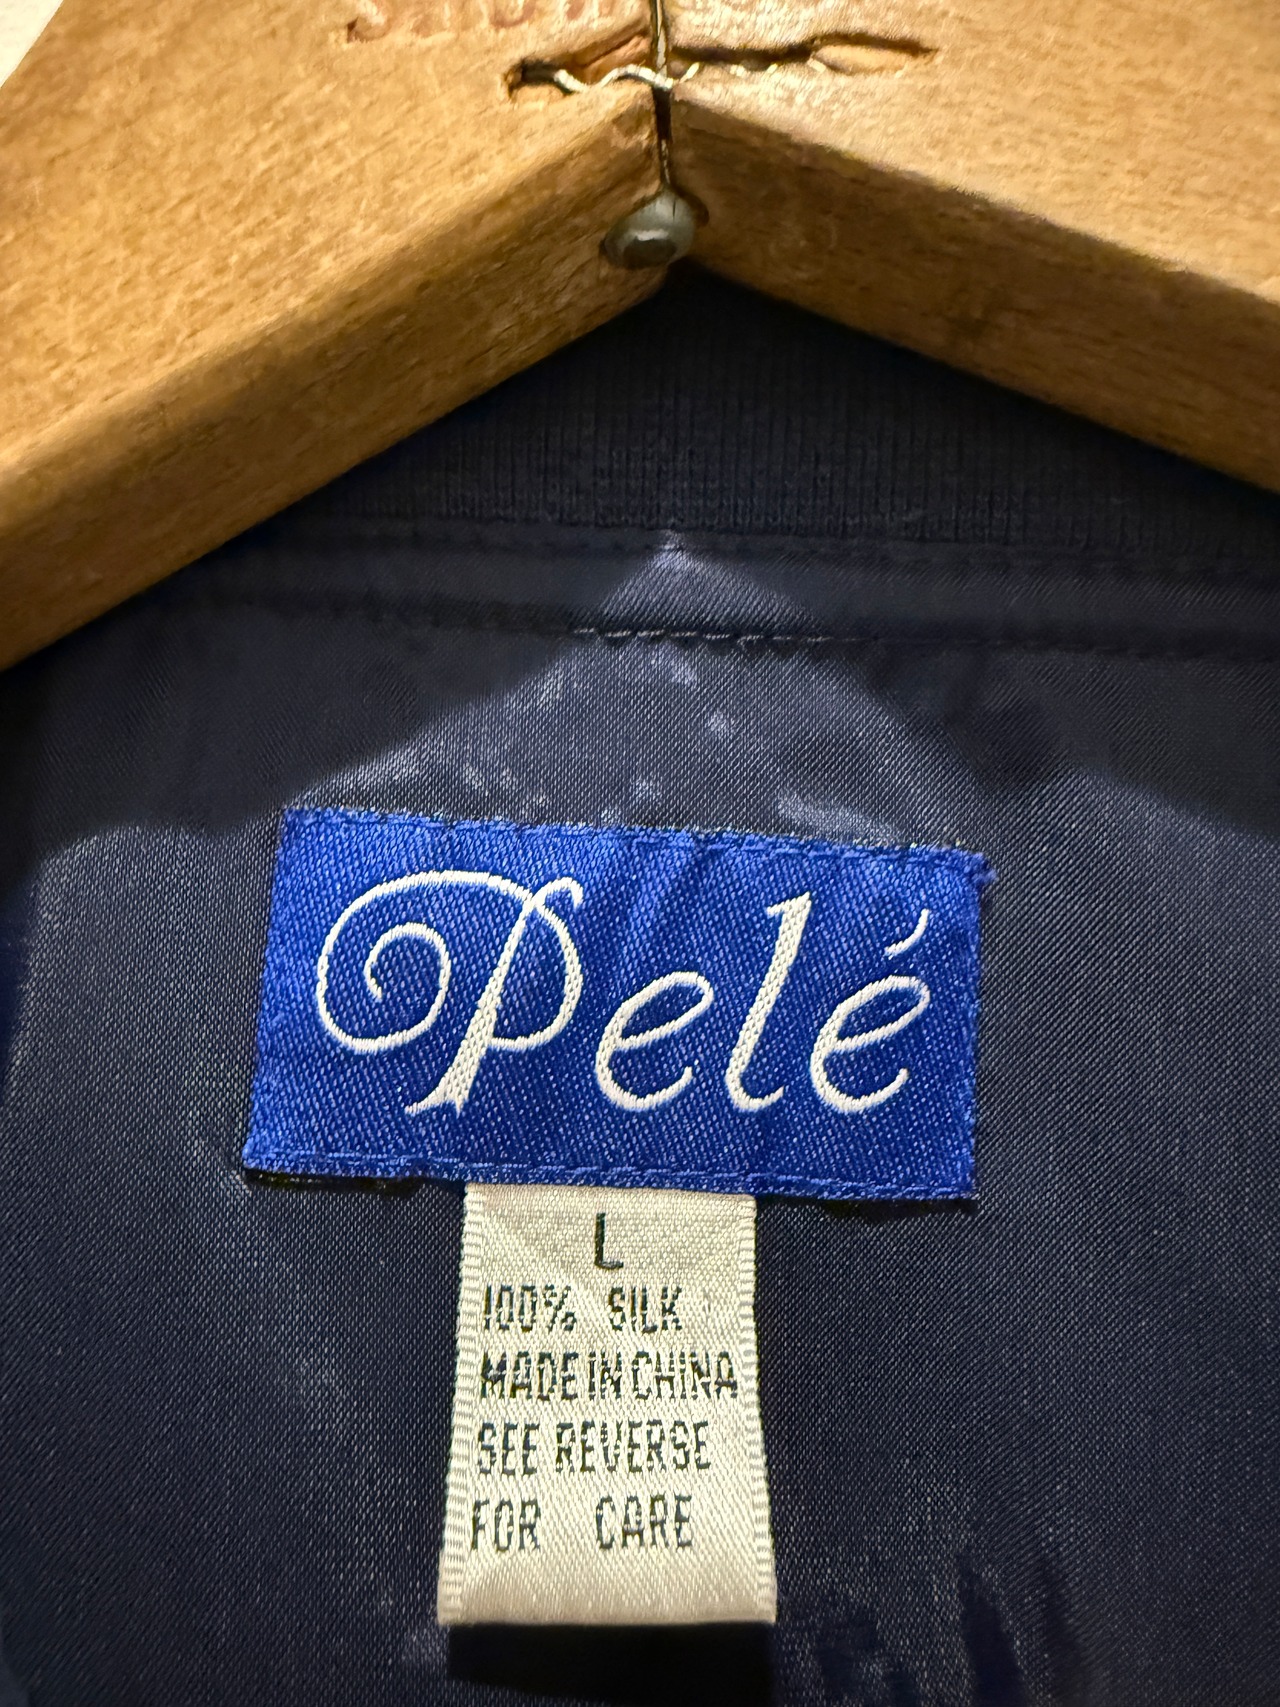 Pelé
L
100% SILK
MADE IN CHINA
SEE REVERSE
FOR CARE